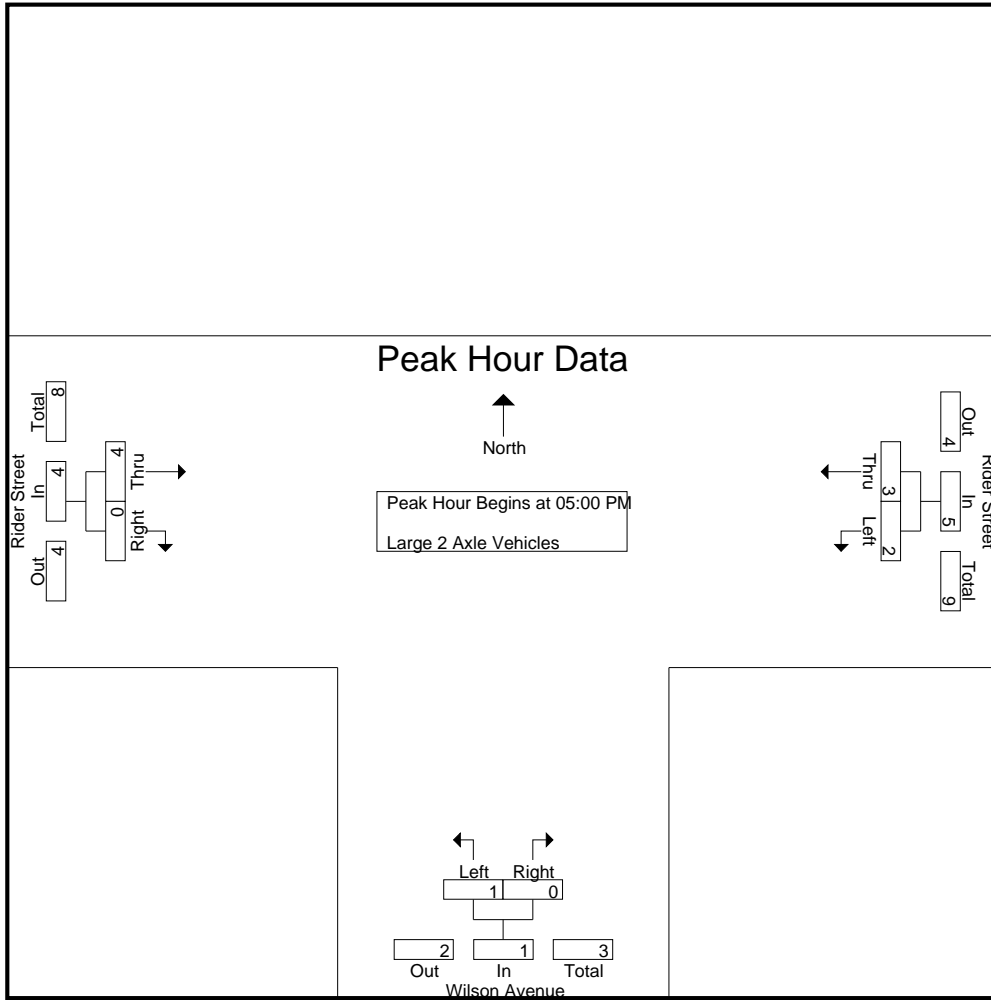 Peak Hour Data
North
Peak Hour Begins at 05:00 PM
Large 2 Axle Vehicles
Rider Street
Total
8
In
4
Out
4
4
Thru
0
Right
Rider Street
Out
4
In
5
Total
9
Thru
3
Left
2
Left Right
1 0
2 1 3
Out In Total
Wilson Avenue